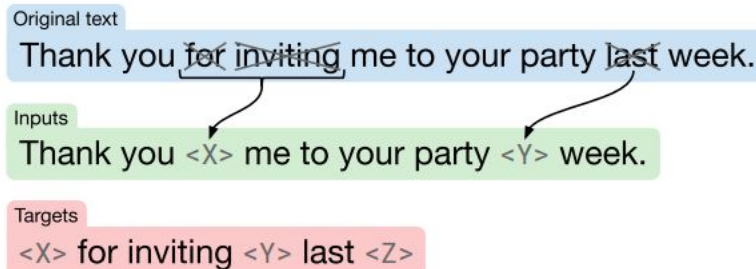 Original text
Thank you for inviting me to your party last week.
Inputs
Thank you <X> me to your party <Y> week.
Targets
<X> for inviting <Y> last <Z>